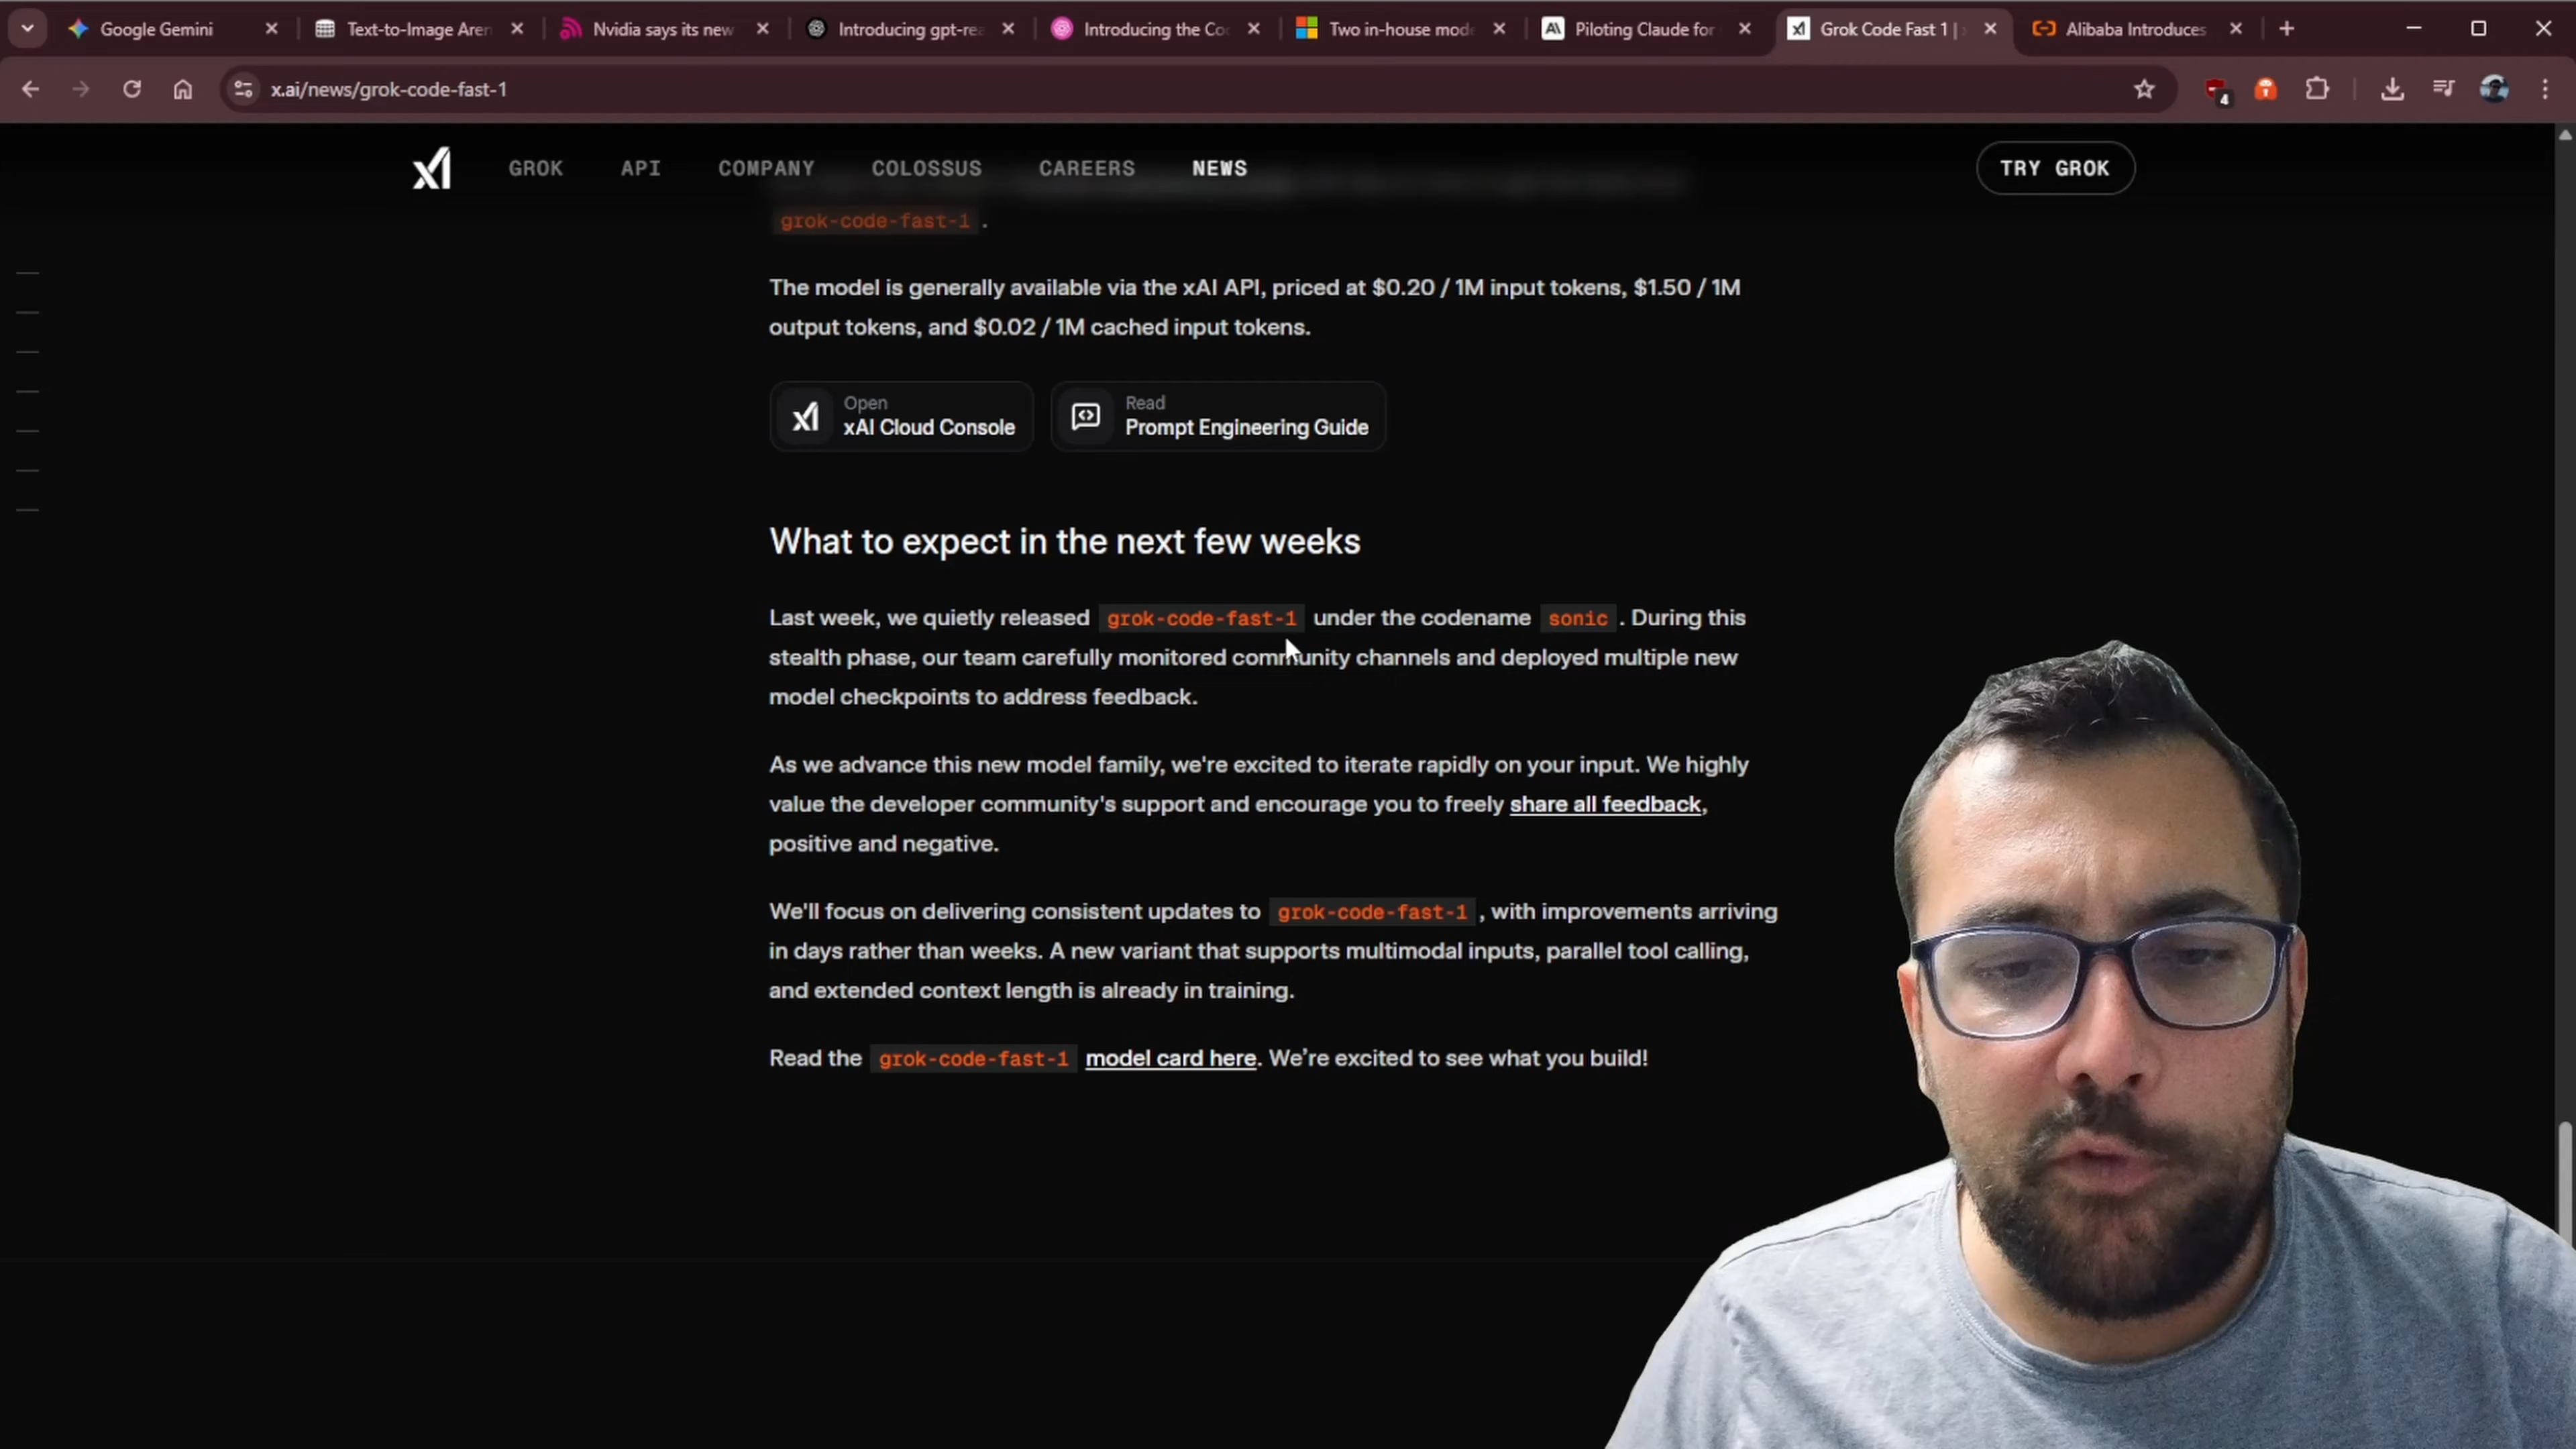 Google Gemini
Text-to-Image Aren
Nvidia says its new
Introducing gpt-rea
Introducing the Co
Two in-house mode
Piloting Claude for
Grok Code Fast 1 | x
Alibaba Introduces
x.ai/news/grok-code-fast-1
4
GROK API COMPANY COLOSSUS CAREERS NEWS
TRY GROK
grok-code-fast-1 .
The model is generally available via the xAI API, priced at $0.20 / 1M input tokens, $1.50 / 1M
output tokens, and $0.02 / 1M cached input tokens.
Open
xAI Cloud Console
Read
Prompt Engineering Guide
What to expect in the next few weeks
Last week, we quietly released grok-code-fast-1 under the codename sonic . During this
stealth phase, our team carefully monitored community channels and deployed multiple new
model checkpoints to address feedback.
As we advance this new model family, we're excited to iterate rapidly on your input. We highly
value the developer community's support and encourage you to freely share all feedback,
positive and negative.
We'll focus on delivering consistent updates to grok-code-fast-1 , with improvements arriving
in days rather than weeks. A new variant that supports multimodal inputs, parallel tool calling,
and extended context length is already in training.
Read the grok-code-fast-1 model card here. We’re excited to see what you build!